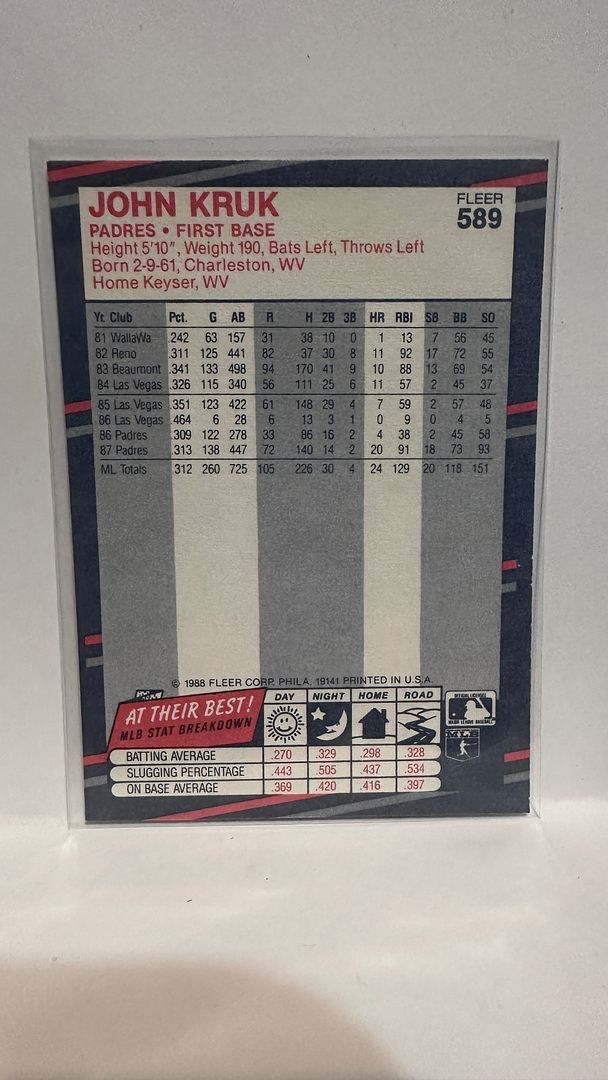 JOHN KRUK
FLEER
589
PADRES • FIRST BASE
Height 5'10", Weight 190, Bats Left, Throws Left
Born 2-9-61, Charleston, WV
Home Keyser, WV
Yr. Club Pct. G AB R H 2B 3B HR RBI SB BB SO
81 WallaWa .242 63 157 31 38 10 0 1 13 7 56 45
82 Reno .311 125 441 82 37 30 8 11 92 17 72 55
83 Beaumont .341 133 498 94 170 41 9 10 88 13 69 54
84 Las Vegas .326 115 340 56 111 25 6 11 57 2 45 37
85 Las Vegas .351 123 422 61 148 29 4 7 59 2 57 48
86 Las Vegas .464 6 28 6 13 3 1 0 9 0 4 5
86 Padres .309 122 278 33 86 16 2 4 38 2 45 58
87 Padres .313 138 447 72 140 14 2 20 91 18 73 93
ML Totals .312 260 725 105 226 30 4 24 129 20 118 151
© 1988 FLEER CORP. PHILA. 19141 PRINTED IN U.S.A.
AT THEIR BEST!
MLB STAT BREAKDOWN
DAY NIGHT HOME ROAD
OFFICIAL LICENSEE
MAJOR LEAGUE BASEBALL
BATTING AVERAGE .270 .329 .298 .328
SLUGGING PERCENTAGE .443 .505 .437 .534
ON BASE AVERAGE .369 .420 .416 .397